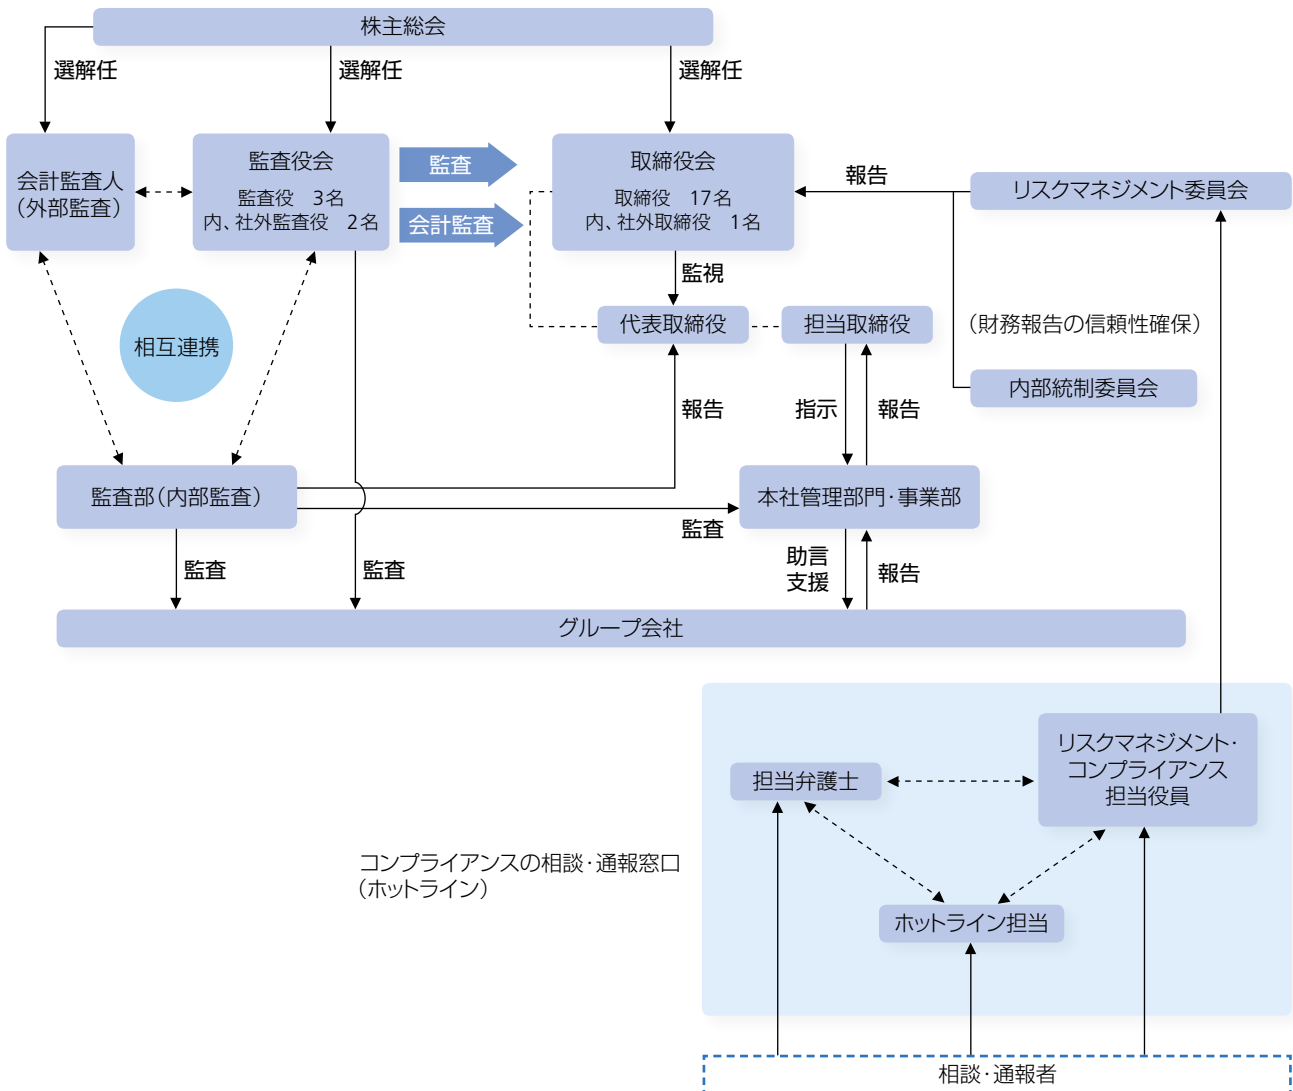 株主総会
選解任
選解任
選解任
会計監査人
（外部監査）
監査役会
監査役　3名
内、社外監査役　2名
監査
会計監査
取締役会
取締役　17名
内、社外取締役　1名
報告
リスクマネジメント委員会
監視
代表取締役
担当取締役
（財務報告の信頼性確保）
相互連携
内部統制委員会
報告
指示
報告
監査部（内部監査）
本社管理部門・事業部
監査
監査
監査
助言
支援
報告
グループ会社
リスクマネジメント・
コンプライアンス
担当役員
担当弁護士
コンプライアンスの相談・通報窓口
（ホットライン）
ホットライン担当
相談・通報者